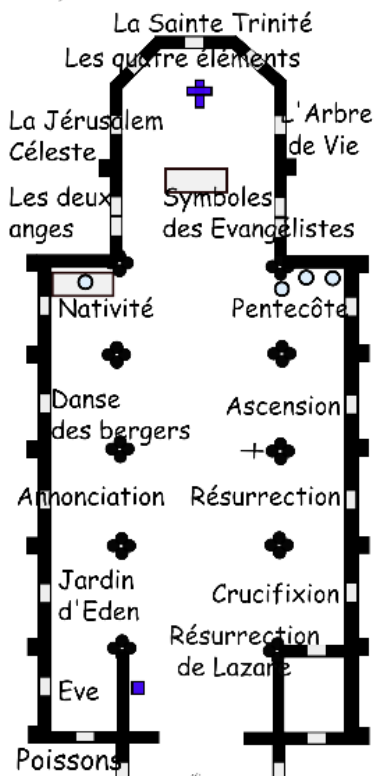 La Sainte Trinité
Les quatre éléments
La Jérusalem
Céleste
L'Arbre
de Vie
Les deux
anges
Symboles
des Evangélistes
Nativité
Pentecôte
Danse
des bergers
Ascension
Annonciation
Résurrection
Jardin
d'Eden
Crucifixion
Résurrection
de Lazare
Eve
Poissons